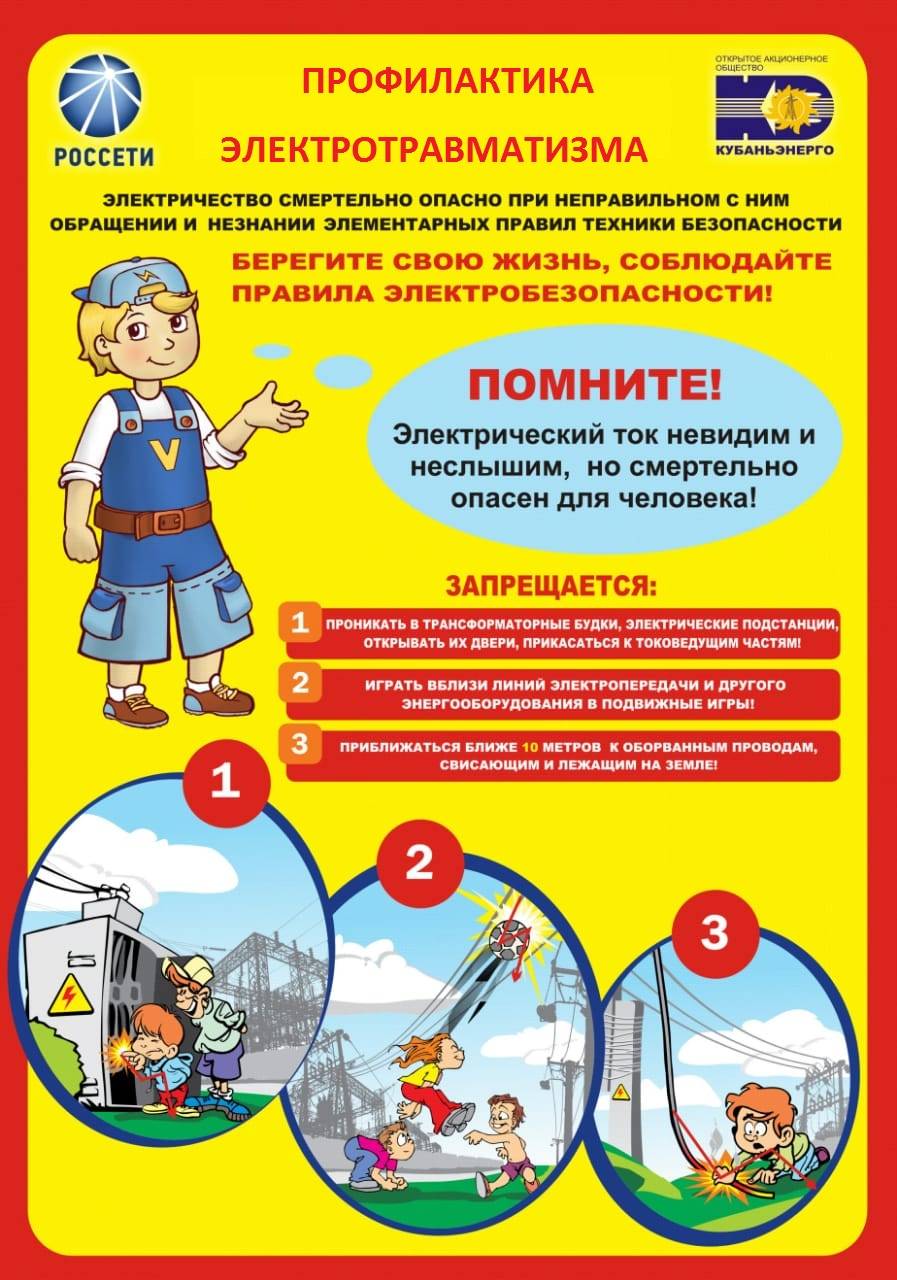 ПРОФИЛАКТИКА
ЭЛЕКТРОТРАВМАТИЗМА
РОССЕТИ
ОТКРЫТОЕ АКЦИОНЕРНОЕ
ОБЩЕСТВО
КУБАНЬЭНЕРГО
ЭЛЕКТРИЧЕСТВО СМЕРТЕЛЬНО ОПАСНО ПРИ НЕПРАВИЛЬНОМ С НИМ
ОБРАЩЕНИИ И НЕЗНАНИИ ЭЛЕМЕНТАРНЫХ ПРАВИЛ ТЕХНИКИ БЕЗОПАСНОСТИ
БЕРЕГИТЕ СВОЮ ЖИЗНЬ, СОБЛЮДАЙТЕ
ПРАВИЛА ЭЛЕКТРОБЕЗОПАСНОСТИ!
ПОМНИТЕ!
Электрический ток невидим и
неслышим, но смертельно
опасен для человека!
V
ЗАПРЕЩАЕТСЯ:
1
ПРОНИКАТЬ В ТРАНСФОРМАТОРНЫЕ БУДКИ, ЭЛЕКТРИЧЕСКИЕ ПОДСТАНЦИИ,
ОТКРЫВАТЬ ИХ ДВЕРИ, ПРИКАСАТЬСЯ К ТОКОВЕДУЩИМ ЧАСТЯМ!
2
ИГРАТЬ ВБЛИЗИ ЛИНИЙ ЭЛЕКТРОПЕРЕДАЧИ И ДРУГОГО
ЭНЕРГООБОРУДОВАНИЯ В ПОДВИЖНЫЕ ИГРЫ!
3
ПРИБЛИЖАТЬСЯ БЛИЖЕ 10 МЕТРОВ К ОБОРВАННЫМ ПРОВОДАМ,
СВИСАЮЩИМ И ЛЕЖАЩИМ НА ЗЕМЛЕ!
1
2
3